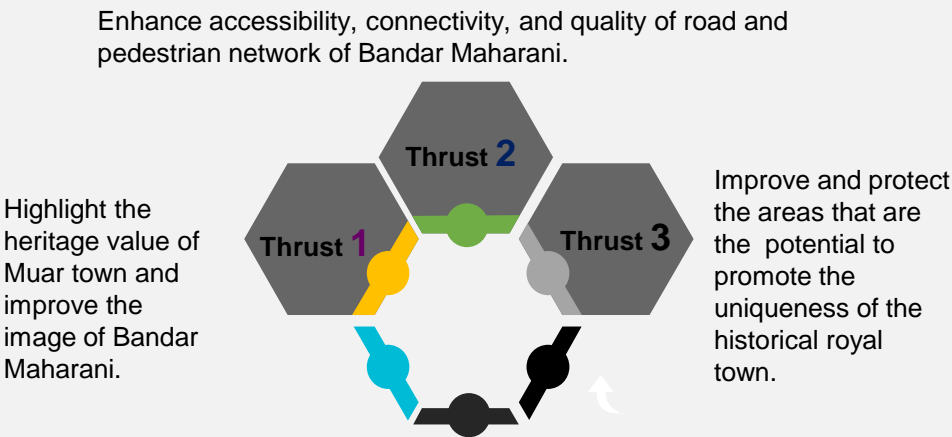 Enhance accessibility, connectivity, and quality of road and
pedestrian network of Bandar Maharani.
Thrust 2
Thrust 1
Thrust 3
Highlight the
heritage value of
Muar town and
improve the
image of Bandar
Maharani.
Improve and protect
the areas that are
the potential to
promote the
uniqueness of the
historical royal
town.